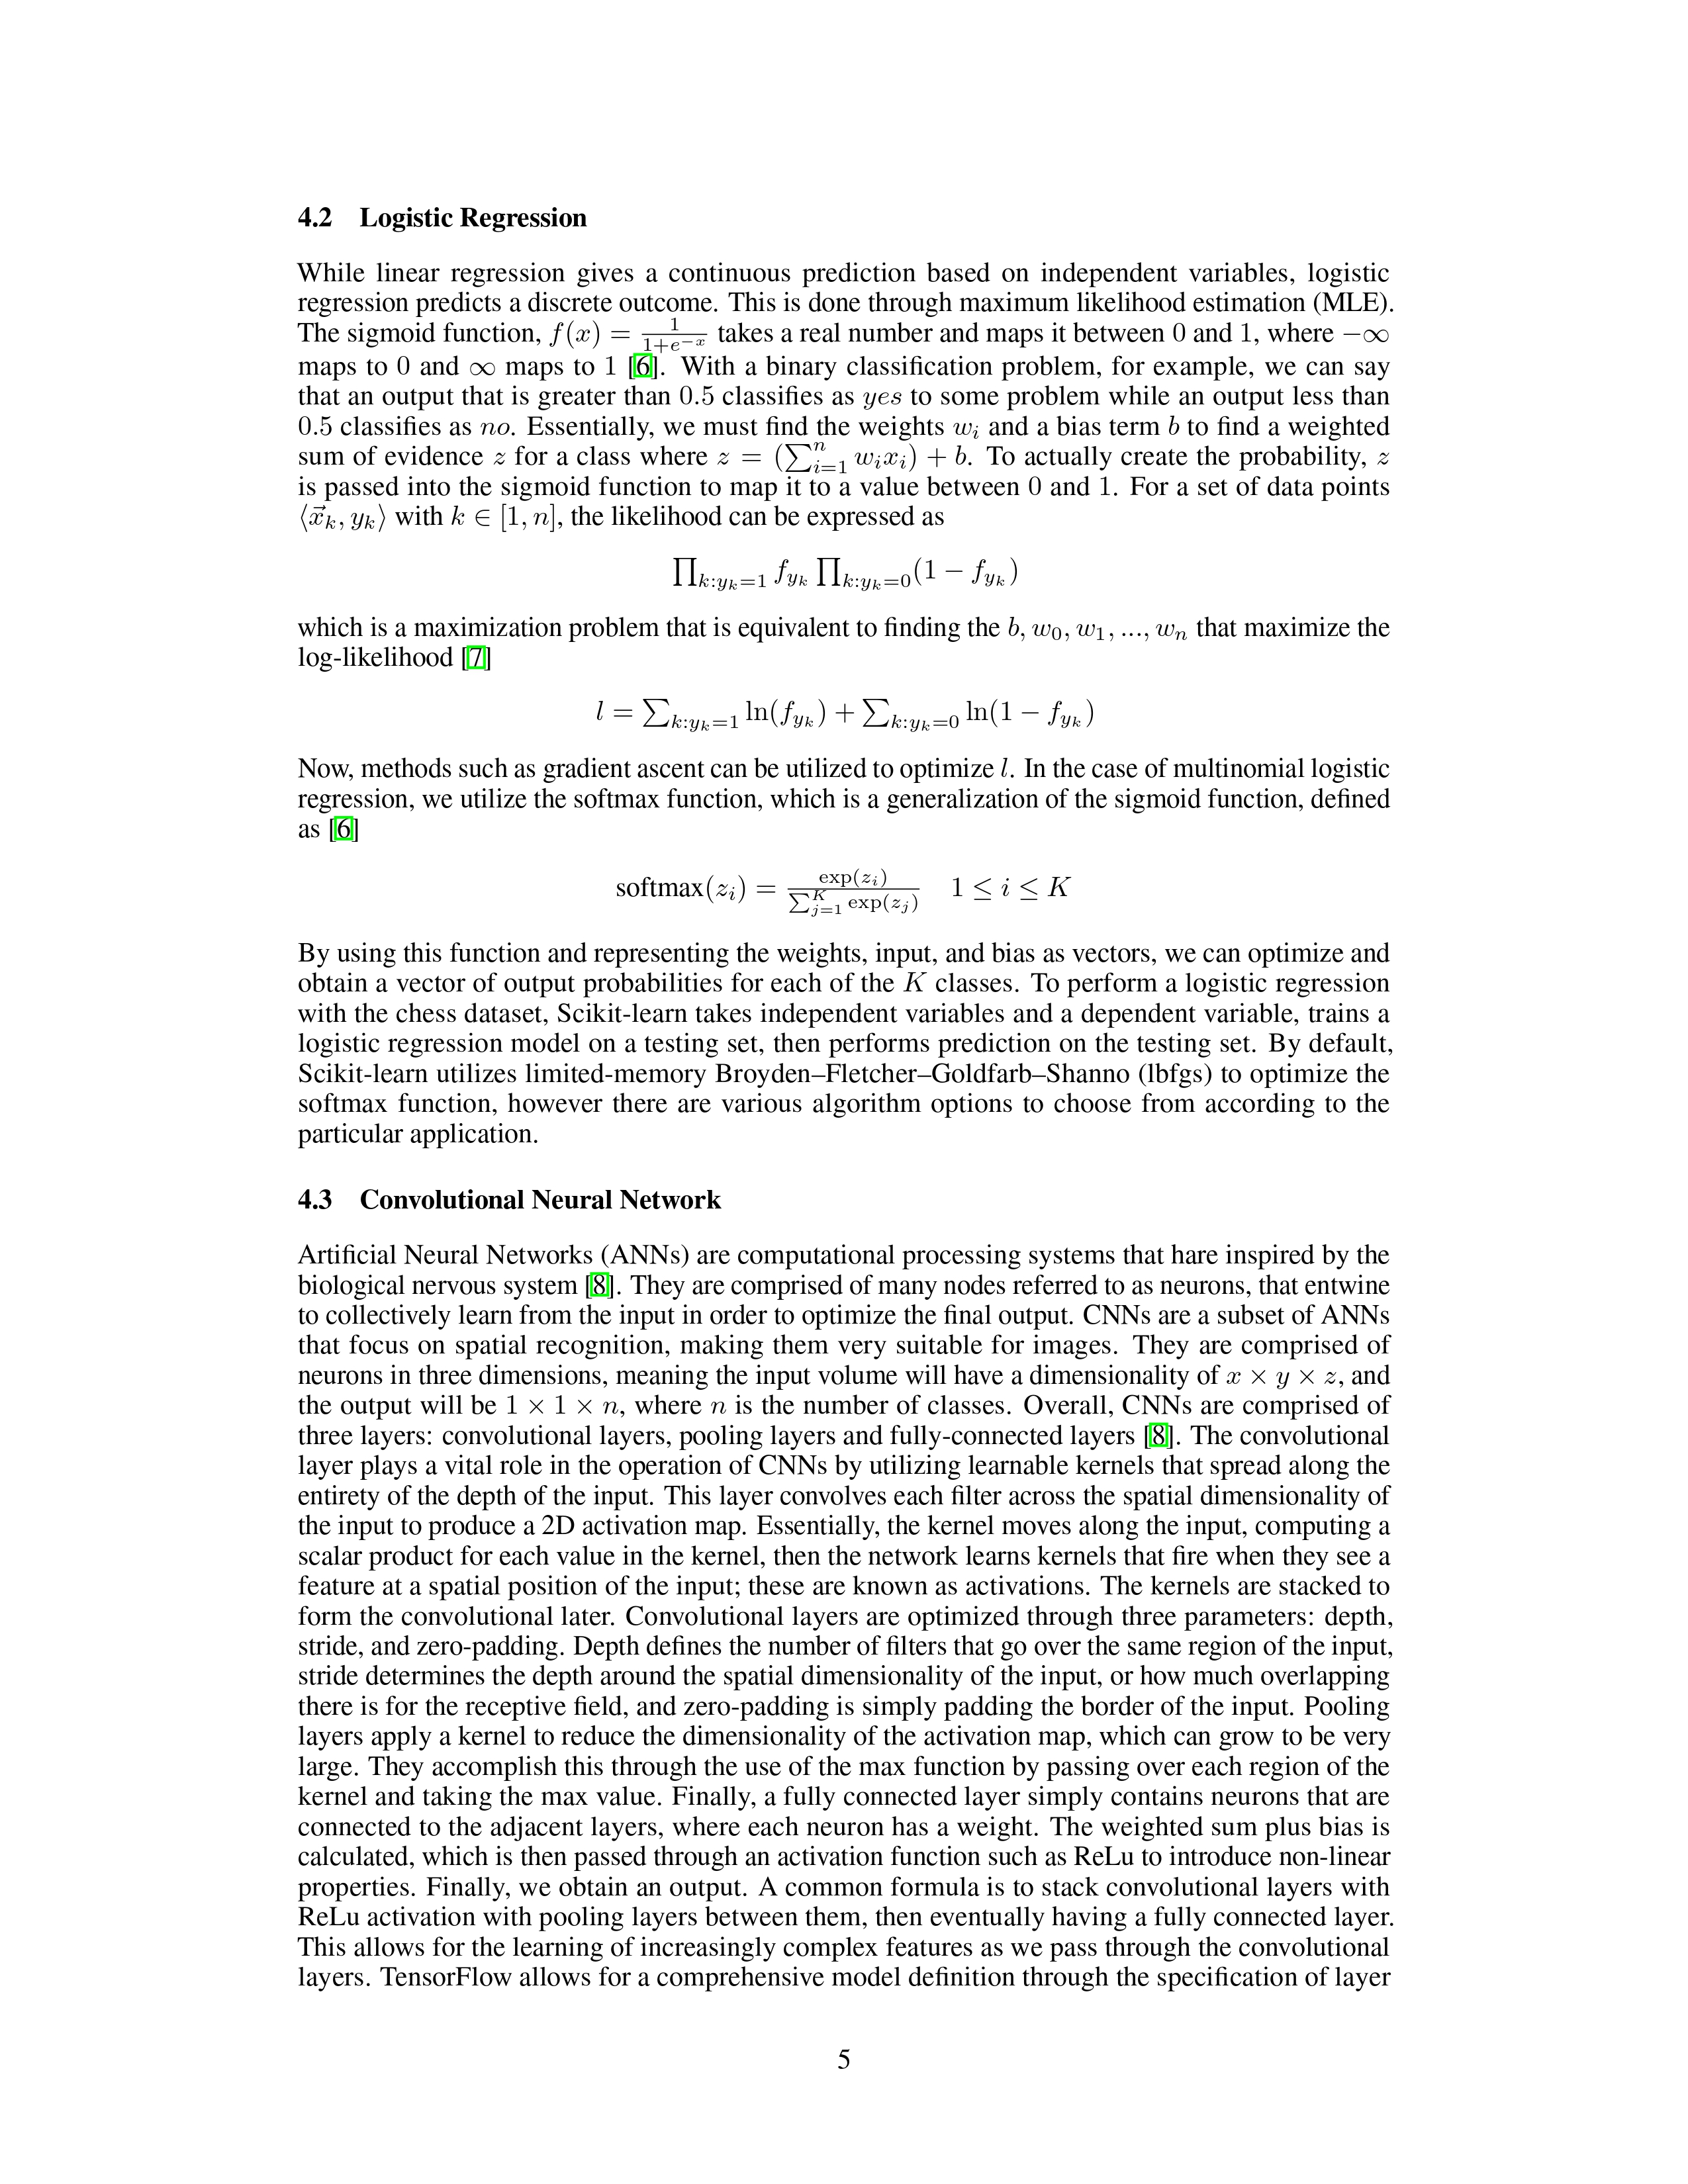 4.2 Logistic Regression
While linear regression gives a continuous prediction based on independent variables, logistic
regression predicts a discrete outcome. This is done through maximum likelihood estimation (MLE).
The sigmoid function, f(x) = \frac{1}{1+e^{-x}} takes a real number and maps it between 0 and 1, where −∞
maps to 0 and ∞ maps to 1 [6]. With a binary classification problem, for example, we can say
that an output that is greater than 0.5 classifies as yes to some problem while an output less than
0.5 classifies as no. Essentially, we must find the weights w_i and a bias term b to find a weighted
sum of evidence z for a class where z = (\sum_{i=1}^{n} w_i x_i) + b. To actually create the probability, z
is passed into the sigmoid function to map it to a value between 0 and 1. For a set of data points
⟨\vec{x}_k, y_k⟩ with k ∈ [1, n], the likelihood can be expressed as
\prod_{k:y_k=1} f_{y_k} \prod_{k:y_k=0} (1 − f_{y_k})
which is a maximization problem that is equivalent to finding the b, w_0, w_1, ..., w_n that maximize the
log-likelihood [7]
l = \sum_{k:y_k=1} ln(f_{y_k}) + \sum_{k:y_k=0} ln(1 − f_{y_k})
Now, methods such as gradient ascent can be utilized to optimize l. In the case of multinomial logistic
regression, we utilize the softmax function, which is a generalization of the sigmoid function, defined
as [6]
softmax(z_i) = \frac{exp(z_i)}{\sum_{j=1}^{K} exp(z_j)} 1 ≤ i ≤ K
By using this function and representing the weights, input, and bias as vectors, we can optimize and
obtain a vector of output probabilities for each of the K classes. To perform a logistic regression
with the chess dataset, Scikit-learn takes independent variables and a dependent variable, trains a
logistic regression model on a testing set, then performs prediction on the testing set. By default,
Scikit-learn utilizes limited-memory Broyden–Fletcher–Goldfarb–Shanno (lbfgs) to optimize the
softmax function, however there are various algorithm options to choose from according to the
particular application.
4.3 Convolutional Neural Network
Artificial Neural Networks (ANNs) are computational processing systems that hare inspired by the
biological nervous system [8]. They are comprised of many nodes referred to as neurons, that entwine
to collectively learn from the input in order to optimize the final output. CNNs are a subset of ANNs
that focus on spatial recognition, making them very suitable for images. They are comprised of
neurons in three dimensions, meaning the input volume will have a dimensionality of x × y × z, and
the output will be 1 × 1 × n, where n is the number of classes. Overall, CNNs are comprised of
three layers: convolutional layers, pooling layers and fully-connected layers [8]. The convolutional
layer plays a vital role in the operation of CNNs by utilizing learnable kernels that spread along the
entirety of the depth of the input. This layer convolves each filter across the spatial dimensionality of
the input to produce a 2D activation map. Essentially, the kernel moves along the input, computing a
scalar product for each value in the kernel, then the network learns kernels that fire when they see a
feature at a spatial position of the input; these are known as activations. The kernels are stacked to
form the convolutional later. Convolutional layers are optimized through three parameters: depth,
stride, and zero-padding. Depth defines the number of filters that go over the same region of the input,
stride determines the depth around the spatial dimensionality of the input, or how much overlapping
there is for the receptive field, and zero-padding is simply padding the border of the input. Pooling
layers apply a kernel to reduce the dimensionality of the activation map, which can grow to be very
large. They accomplish this through the use of the max function by passing over each region of the
kernel and taking the max value. Finally, a fully connected layer simply contains neurons that are
connected to the adjacent layers, where each neuron has a weight. The weighted sum plus bias is
calculated, which is then passed through an activation function such as ReLu to introduce non-linear
properties. Finally, we obtain an output. A common formula is to stack convolutional layers with
ReLu activation with pooling layers between them, then eventually having a fully connected layer.
This allows for the learning of increasingly complex features as we pass through the convolutional
layers. TensorFlow allows for a comprehensive model definition through the specification of layer
5